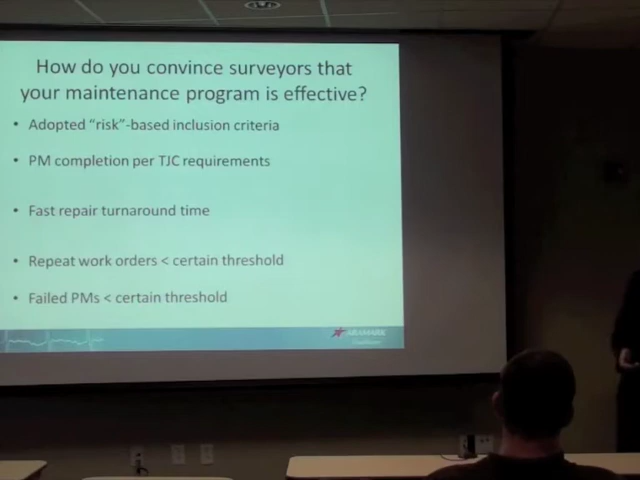 How do you convince surveyors that
your maintenance program is effective?
• Adopted “risk”-based inclusion criteria
• PM completion per TJC requirements
• Fast repair turnaround time
• Repeat work orders < certain threshold
• Failed PMs < certain threshold
ARAMARK